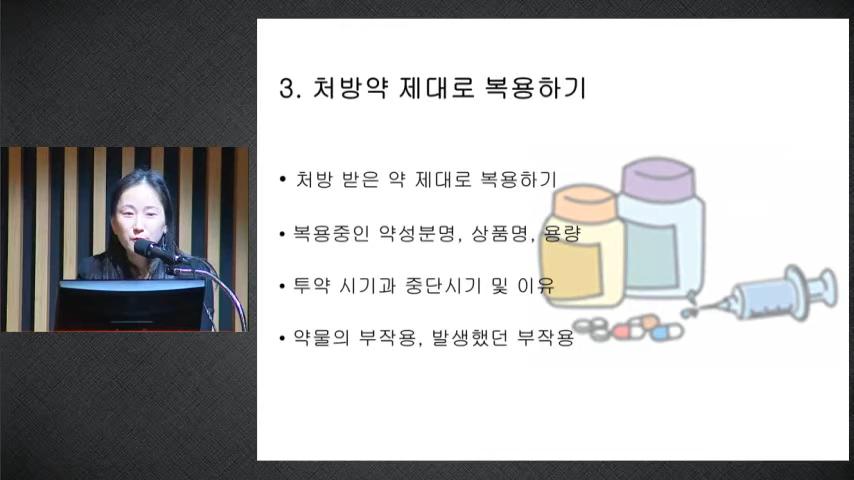 3. 처방약 제대로 복용하기
• 처방 받은 약 제대로 복용하기
• 복용중인 약성분명, 상품명, 용량
• 투약 시기과 중단시기 및 이유
• 약물의 부작용, 발생했던 부작용